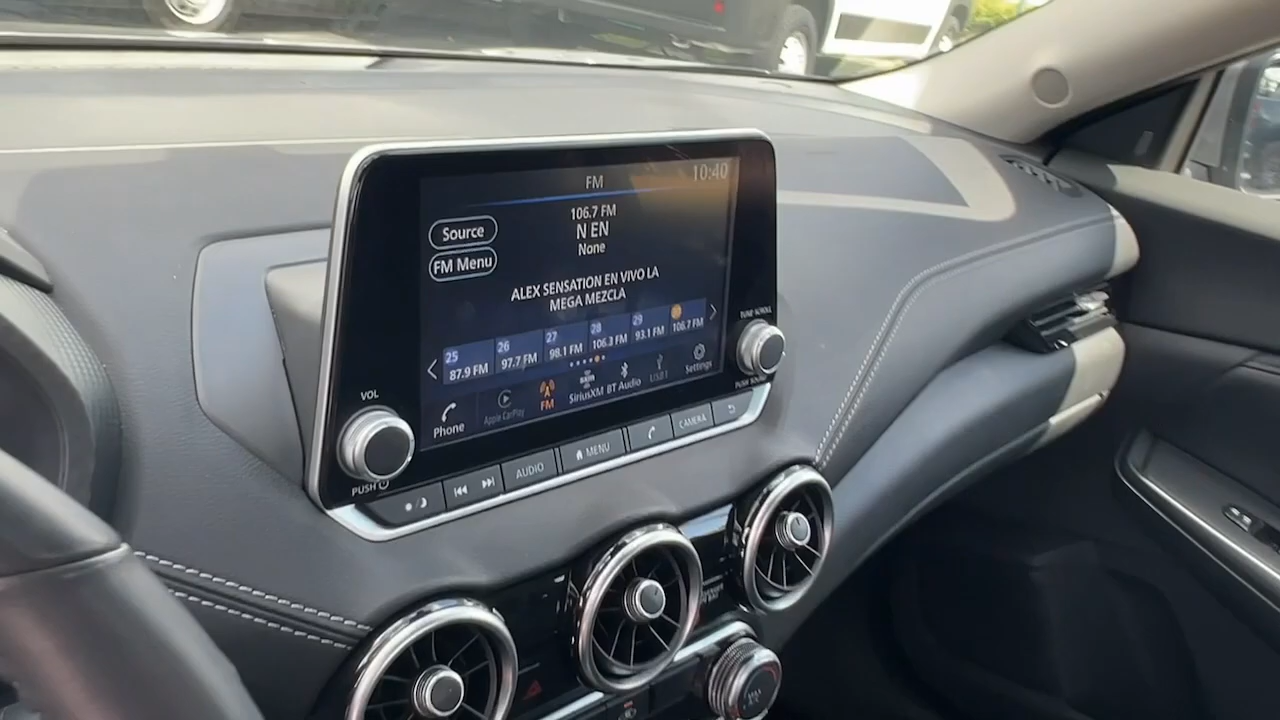 FM
10:40
106.7 FM
N EN
None
Source
FM Menu
ALEX SENSATION EN VIVO LA
MEGA MEZCLA
25
87.9 FM
26
97.7 FM
27
98.1 FM
28
106.3 FM
29
93.1 FM
106.7 FM
Phone
Apple CarPlay
FM
SiriusXM
BT Audio
USB1
Settings
VOL
PUSH
TUNE·SCROLL
PUSH SOUND
AUDIO
MENU
CAMERA